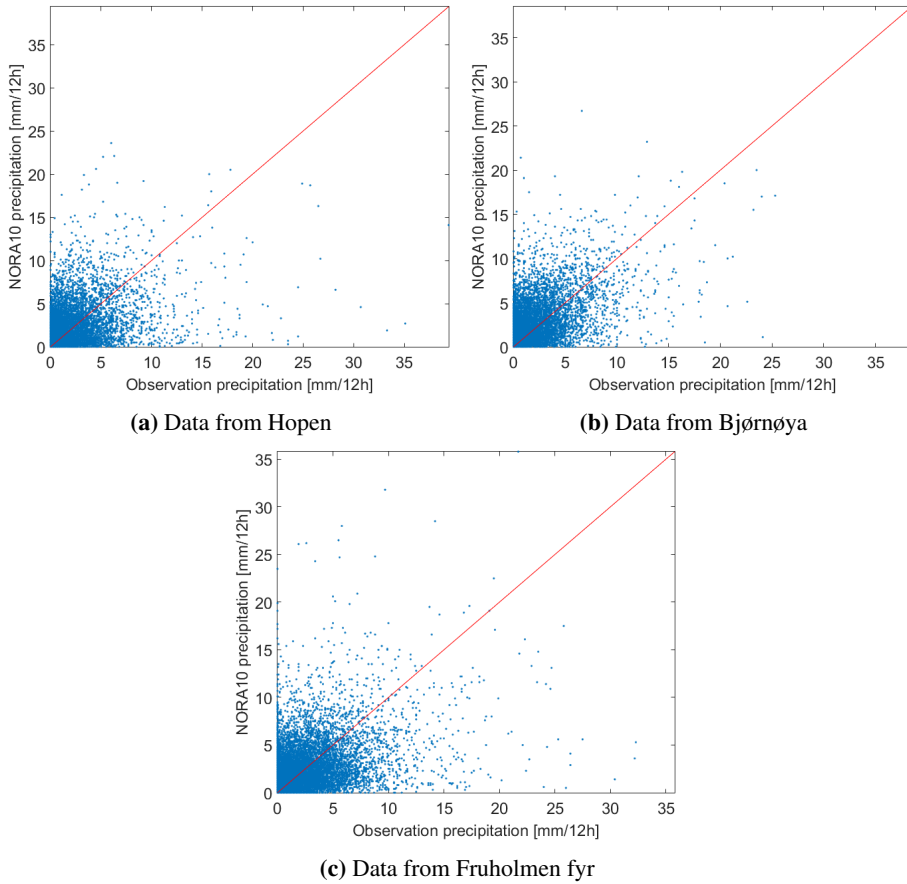 35
30
25
20
15
10
5
0
NORA10 precipitation [mm/12h]
0 5 10 15 20 25 30 35
Observation precipitation [mm/12h]
(a) Data from Hopen
35
30
25
20
15
10
5
0
NORA10 precipitation [mm/12h]
0 5 10 15 20 25 30 35
Observation precipitation [mm/12h]
(b) Data from Bjørnøya
35
30
25
20
15
10
5
0
NORA10 precipitation [mm/12h]
0 5 10 15 20 25 30 35
Observation precipitation [mm/12h]
(c) Data from Fruholmen fyr